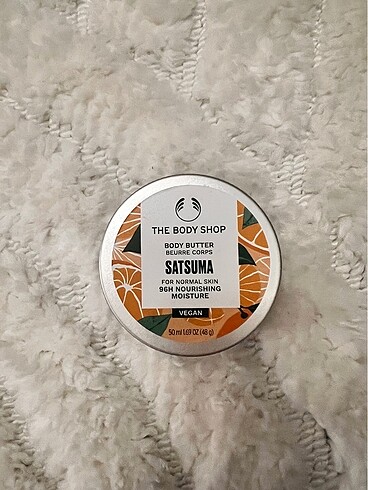 THE BODY SHOP
BODY BUTTER
BEURRE CORPS
SATSUMA
FOR NORMAL SKIN
96H NOURISHING
MOISTURE
VEGAN
50 ml 1.69 OZ (48 g)